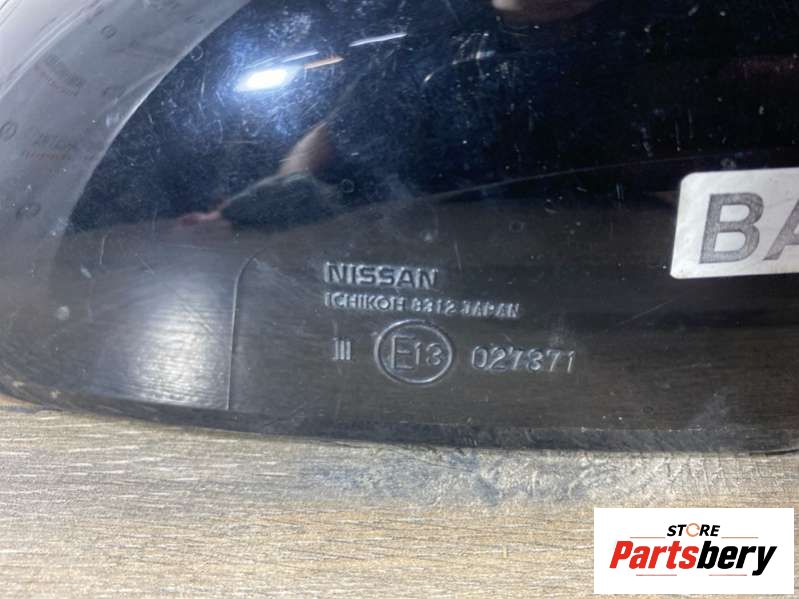 BA
NISSAN
ICHIKOH 8312 JAPAN
III E13 027371
STORE
Partsbery